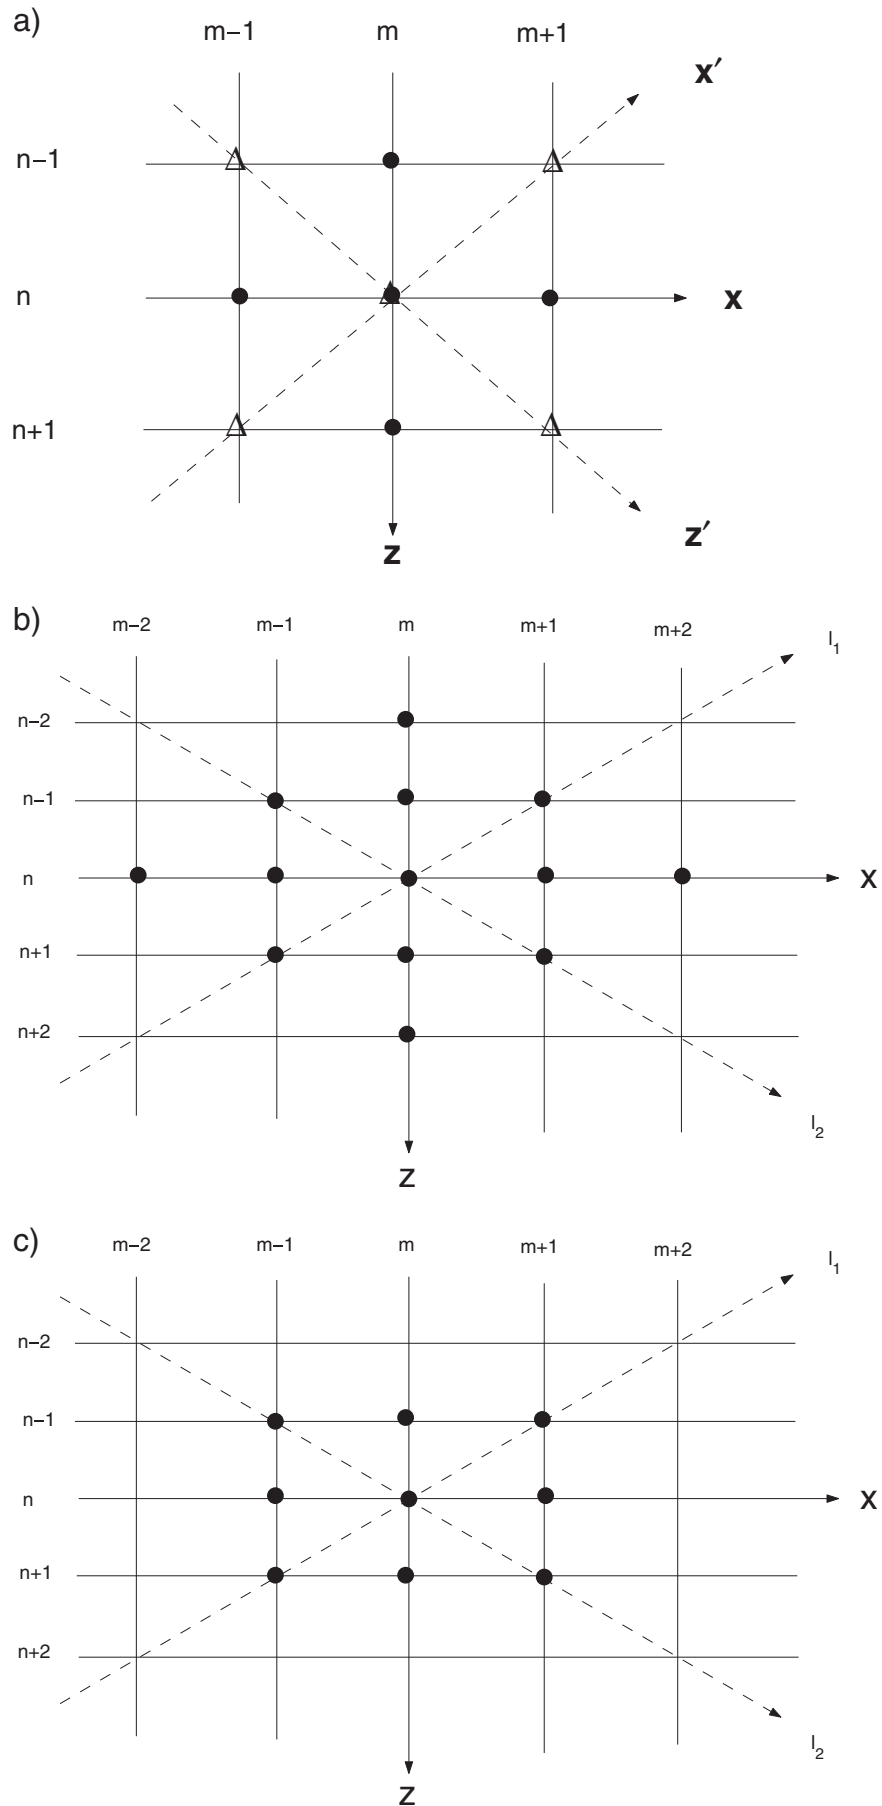 a)
m−1 m m+1
x′
n−1
n
x
n+1
z
z′
b)
m−2 m−1 m m+1 m+2
l1
n−2
n−1
n
x
n+1
n+2
l2
z
c)
m−2 m−1 m m+1 m+2
l1
n−2
n−1
n
x
n+1
n+2
l2
z